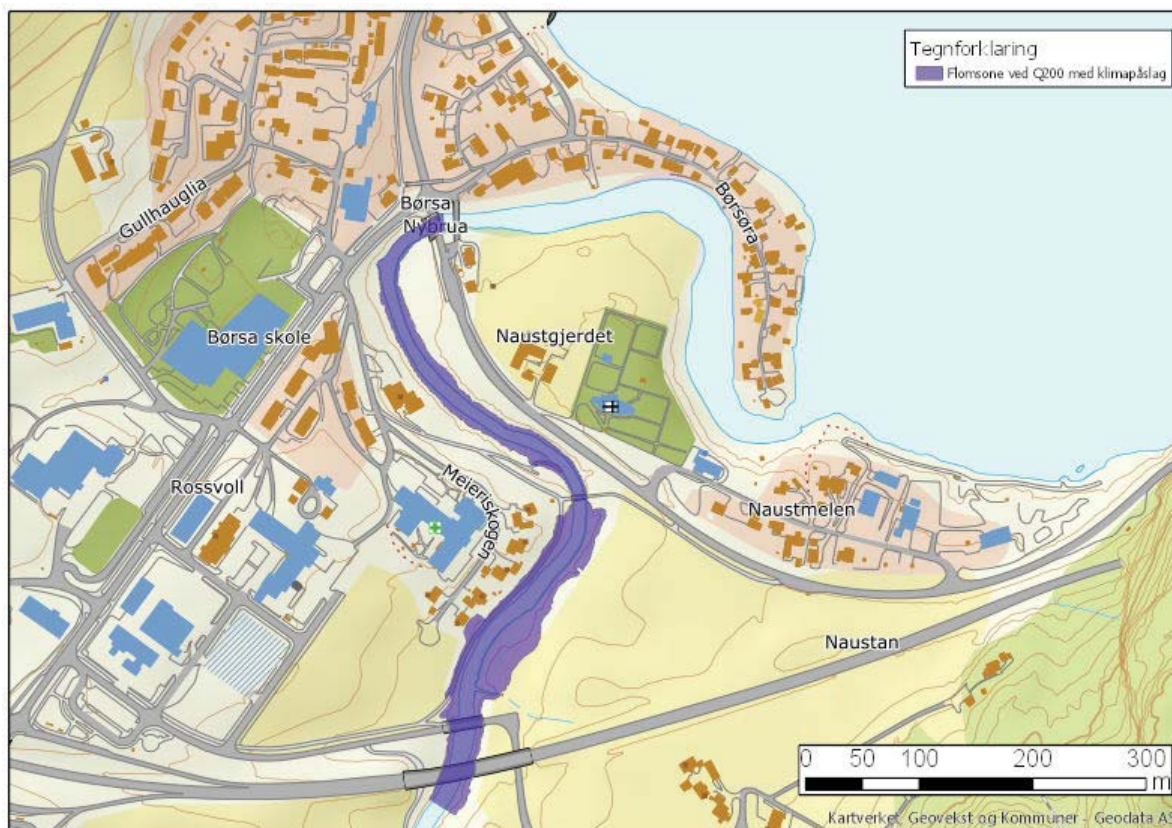 Tegnforklaring
Flomsone ved Q200 med klimapåslag
Gullhauglia
Børsa
Nybrua
Børsøra
Børsa skole
Naustgjerdet
Rossvoll
Meieriskogen
Naustmelen
Naustan
0 50 100 200 300
m
Kartverket, Geovekst og Kommuner - Geodata A